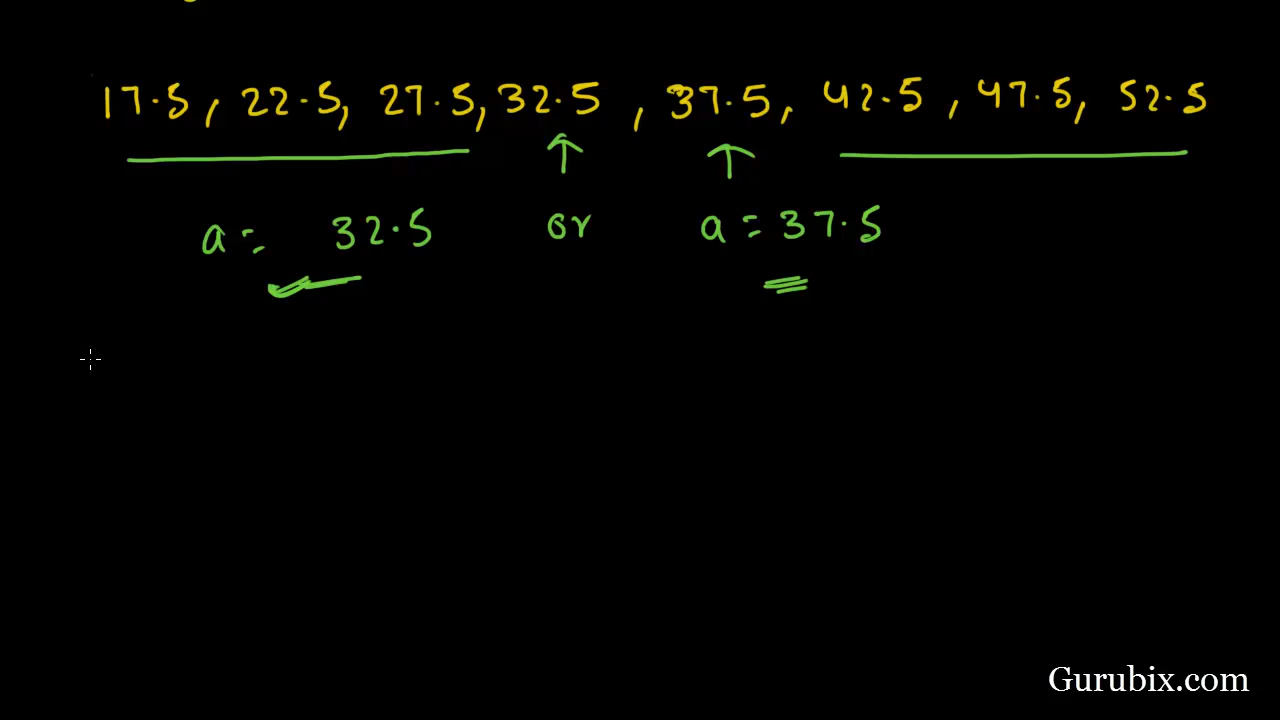 17.5, 22.5, 27.5, 32.5, 37.5, 42.5, 47.5, 52.5
a = 32.5 or a = 37.5
Gurubix.com